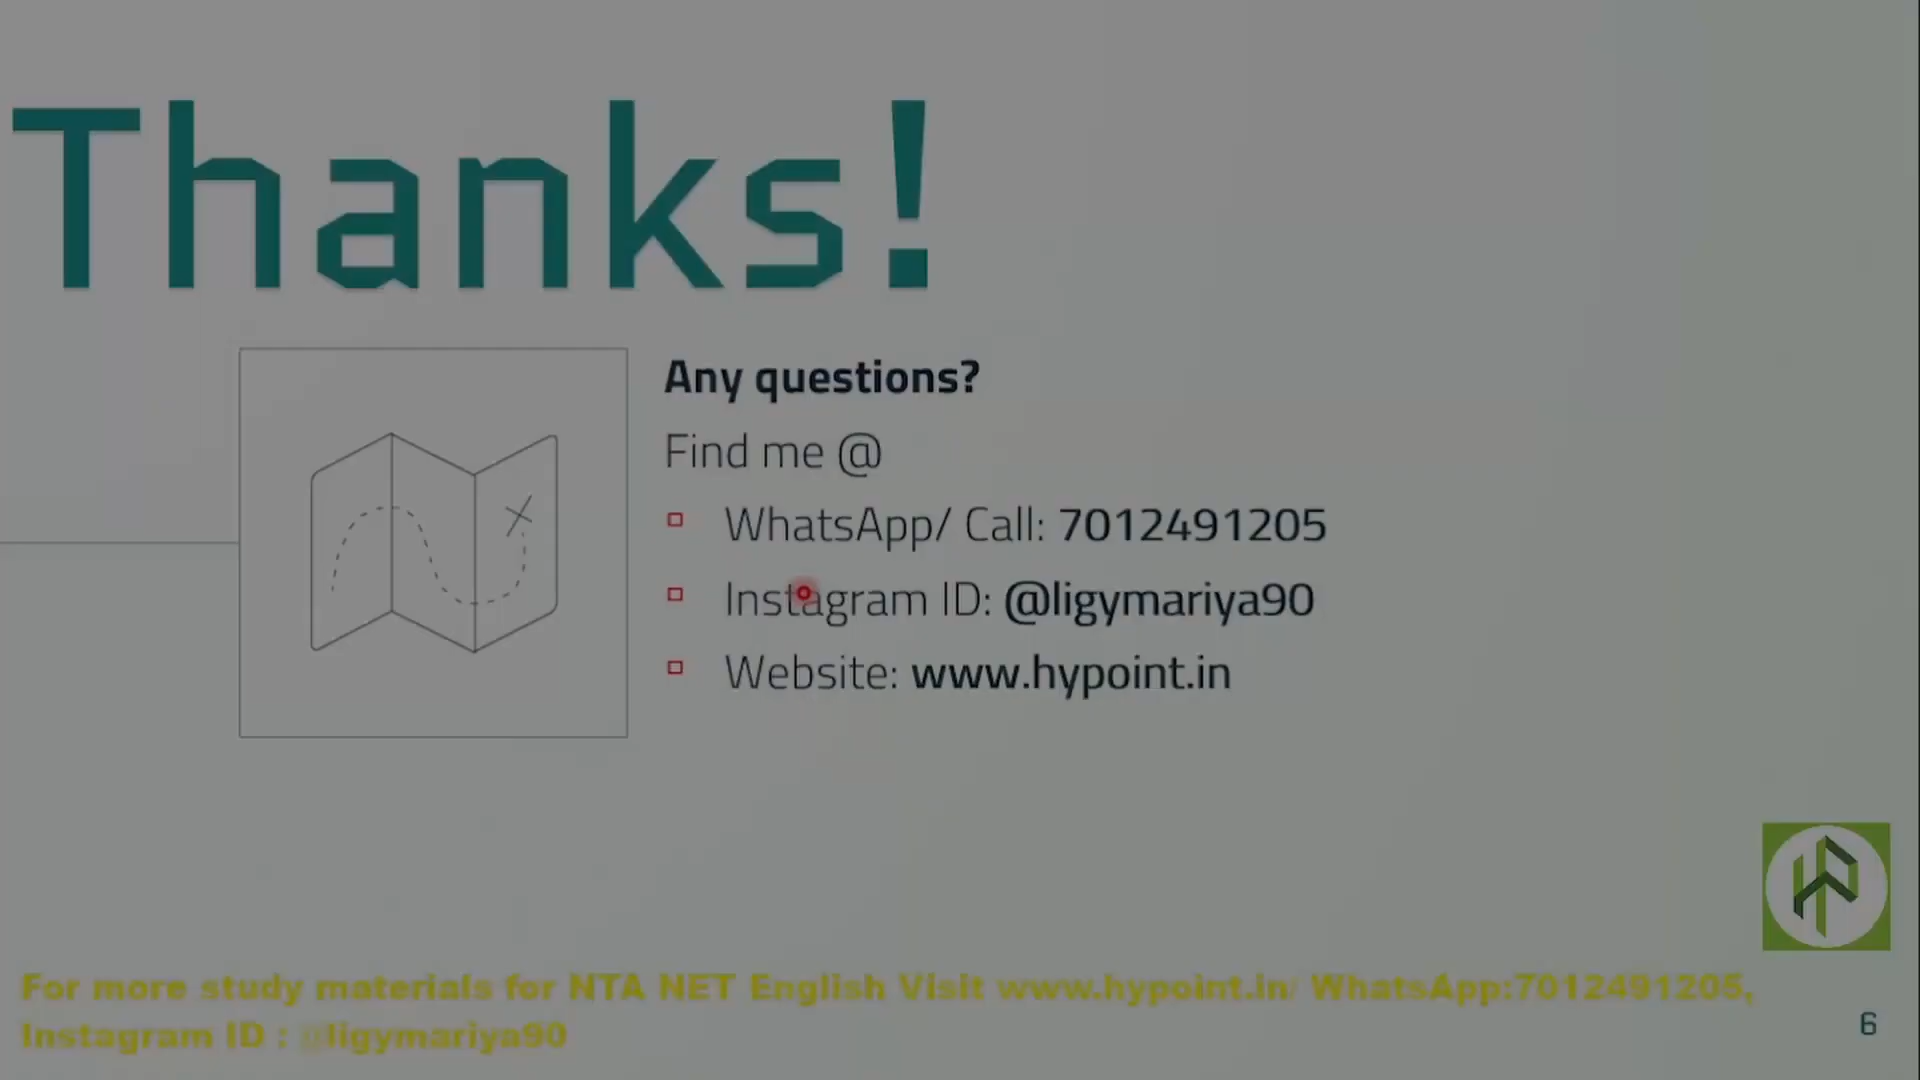 Thanks!
Any questions?
Find me @
WhatsApp/ Call: 7012491205
Instagram ID: @ligymariya90
Website: www.hypoint.in
For more study materials for NTA NET English Visit www.hypoint.in/ WhatsApp:7012491205,
Instagram ID : @ligymariya90
6